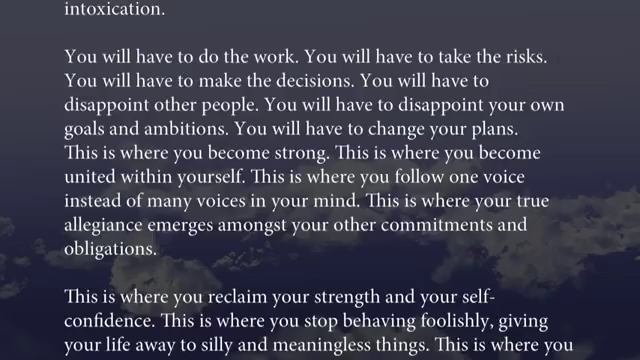 intoxication.
You will have to do the work. You will have to take the risks.
You will have to make the decisions. You will have to
disappoint other people. You will have to disappoint your own
goals and ambitions. You will have to change your plans.
This is where you become strong. This is where you become
united within yourself. This is where you follow one voice
instead of many voices in your mind. This is where your true
allegiance emerges amongst your other commitments and
obligations.
This is where you reclaim your strength and your self-
confidence. This is where you stop behaving foolishly, giving
your life away to silly and meaningless things. This is where you